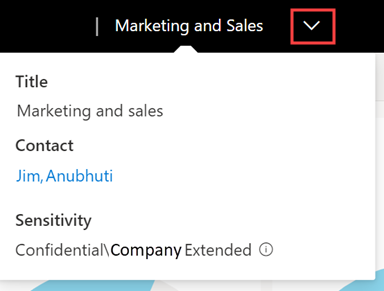 | Marketing and Sales
Title
Marketing and sales
Contact
Jim,Anubhuti
Sensitivity
Confidential\Company Extended